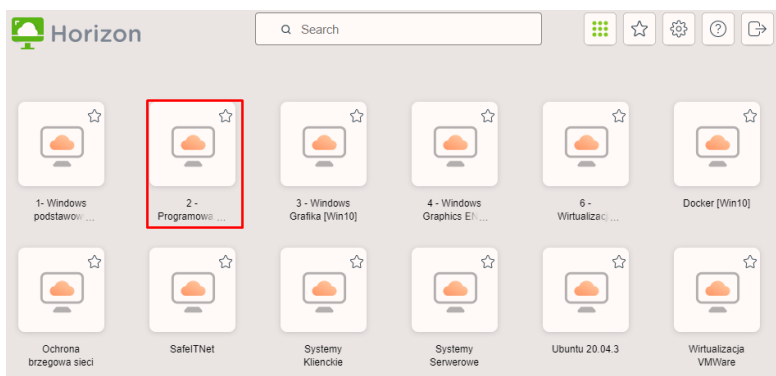 Horizon
Search
1- Windows
podstawow...
2 -
Programowa ...
3 - Windows
Grafika [Win10]
4 - Windows
Graphics EN...
6 -
Wirtualizacj...
Docker [Win10]
Ochrona
brzegowa sieci
SafeITNet
Systemy
Klienckie
Systemy
Serwerowe
Ubuntu 20.04.3
Wirtualizacja
VMWare